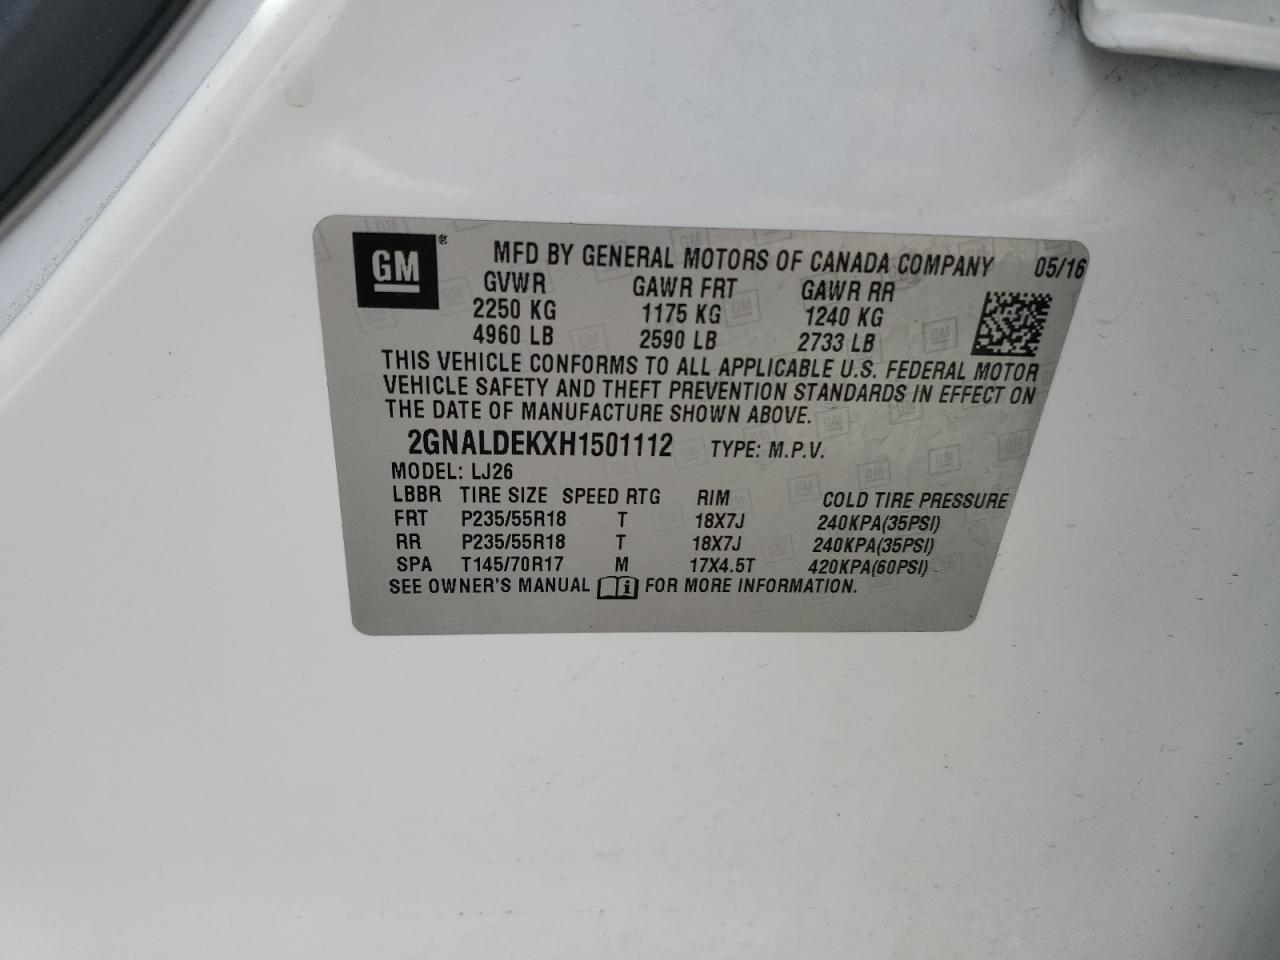 GM® MFD BY GENERAL MOTORS OF CANADA COMPANY 05/16
GVWR GAWR FRT GAWR RR
2250 KG 1175 KG 1240 KG
4960 LB 2590 LB 2733 LB
THIS VEHICLE CONFORMS TO ALL APPLICABLE U.S. FEDERAL MOTOR
VEHICLE SAFETY AND THEFT PREVENTION STANDARDS IN EFFECT ON
THE DATE OF MANUFACTURE SHOWN ABOVE.
2GNALDEKXH1501112 TYPE: M.P.V.
MODEL: LJ26
LBBR TIRE SIZE SPEED RTG RIM COLD TIRE PRESSURE
FRT P235/55R18 T 18X7J 240KPA(35PSI)
RR P235/55R18 T 18X7J 240KPA(35PSI)
SPA T145/70R17 M 17X4.5T 420KPA(60PSI)
SEE OWNER'S MANUAL i FOR MORE INFORMATION.